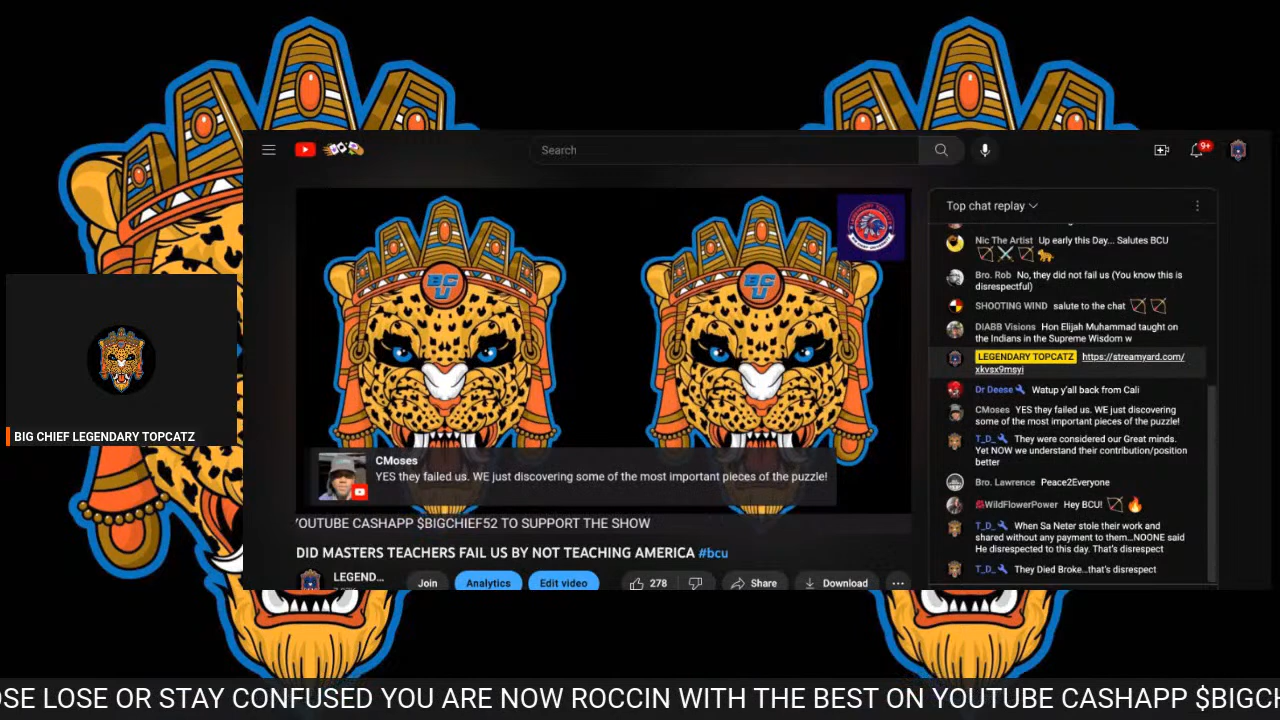 Search
9+
BCU
BCU
Top chat replay
Nic The Artist Up early this Day... Salutes BCU
Bro. Rob No, they did not fail us (You know this is
disrespectful)
SHOOTING WIND salute to the chat
DIABB Visions Hon Elijah Muhammad taught on
the Indians in the Supreme Wisdom w
LEGENDARY TOPCATZ https://streamyard.com/
xkvsx9msyi
Dr Deese Watup y'all back from Cali
CMoses YES they failed us. WE just discovering
some of the most important pieces of the puzzle!
T_D_ They were considered our Great minds.
Yet NOW we understand their contribution/position
better
Bro. Lawrence Peace2Everyone
WildFlowerPower Hey BCU!
T_D_ When Sa Neter stole their work and
shared without any payment to them...NOONE said
He disrespected to this day. That's disrespect
T_D_ They Died Broke...that's disrespect
CMoses
YES they failed us. WE just discovering some of the most important pieces of the puzzle!
YOUTUBE CASHAPP $BIGCHIEF52 TO SUPPORT THE SHOW
DID MASTERS TEACHERS FAIL US BY NOT TEACHING AMERICA #bcu
LEGEND...
Join
Analytics
Edit video
278
Share
Download
...
BIG CHIEF LEGENDARY TOPCATZ
OSE LOSE OR STAY CONFUSED YOU ARE NOW ROCCIN WITH THE BEST ON YOUTUBE CASHAPP $BIGCH